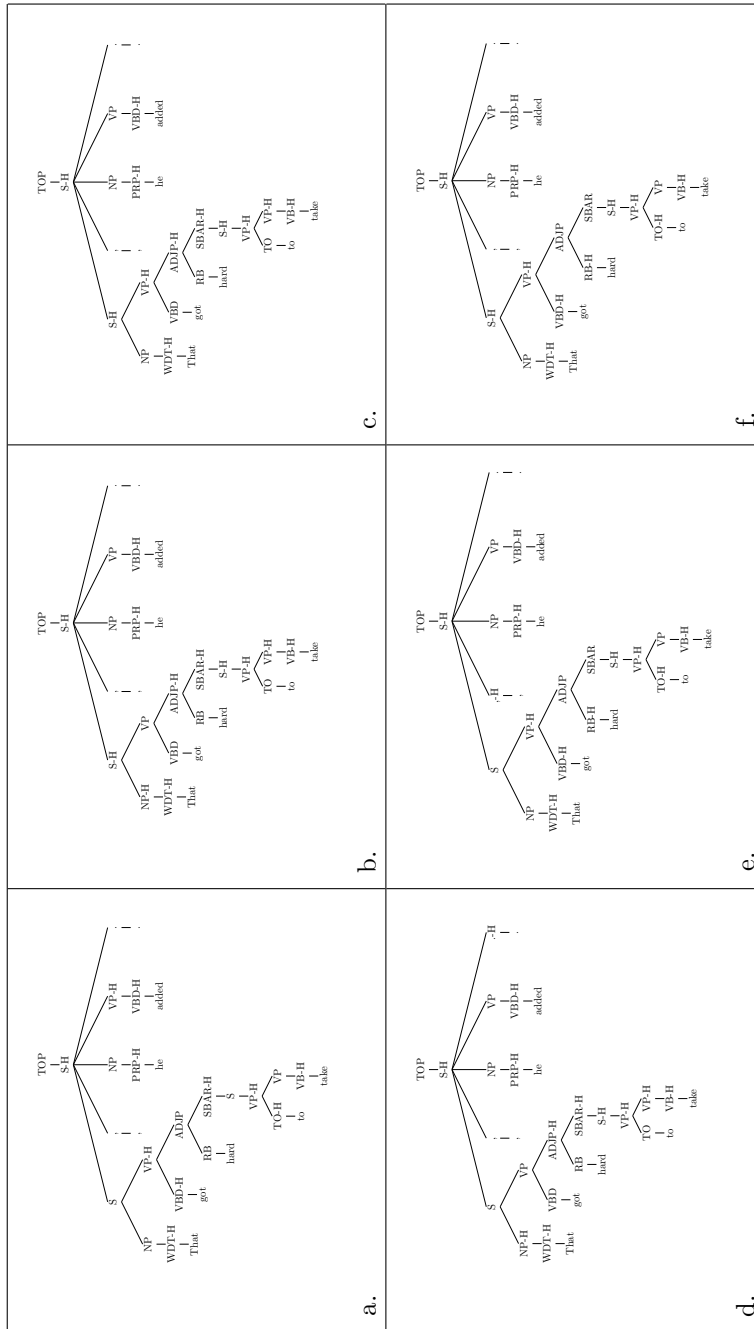 TOP
S-H
S , NP VP-H .
, PRP-H VBD-H .
NP VP-H he added
WDT-H VBD-H ADJP
That got RB SBAR-H
hard S
VP-H
TO-H VP
to VB-H
take
a.
TOP
S-H
S-H , NP VP .
, PRP-H VBD-H .
NP-H VP he added
WDT-H VBD ADJP-H
That got RB SBAR-H
hard S-H
VP-H
TO VP-H
to VB-H
take
b.
TOP
S-H
S-H , NP VP .
, PRP-H VBD-H .
NP VP-H he added
WDT-H VBD ADJP-H
That got RB SBAR-H
hard S-H
VP-H
TO VP-H
to VB-H
take
c.
TOP
S-H
S , NP VP .-H
, PRP-H VBD-H .
NP-H VP he added
WDT-H VBD ADJP-H
That got RB SBAR-H
hard S-H
VP-H
TO VP-H
to VB-H
take
d.
TOP
S-H
S ,-H NP VP .
, PRP-H VBD-H .
NP VP-H he added
WDT-H VBD-H ADJP
That got RB-H SBAR
hard S-H
VP-H
TO-H VP
to VB-H
take
e.
TOP
S-H
S-H , NP VP .
, PRP-H VBD-H .
NP VP-H he added
WDT-H VBD-H ADJP
That got RB-H SBAR
hard S-H
VP-H
TO-H VP
to VB-H
take
f.